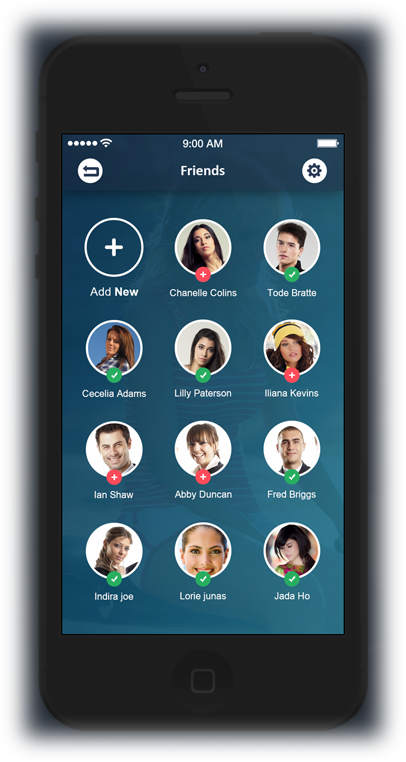 9:00 AM
Friends
Add New
Chanelle Colins
Tode Bratte
Cecelia Adams
Lilly Paterson
Iliana Kevins
Ian Shaw
Abby Duncan
Fred Briggs
Indira joe
Lorie junas
Jada Ho